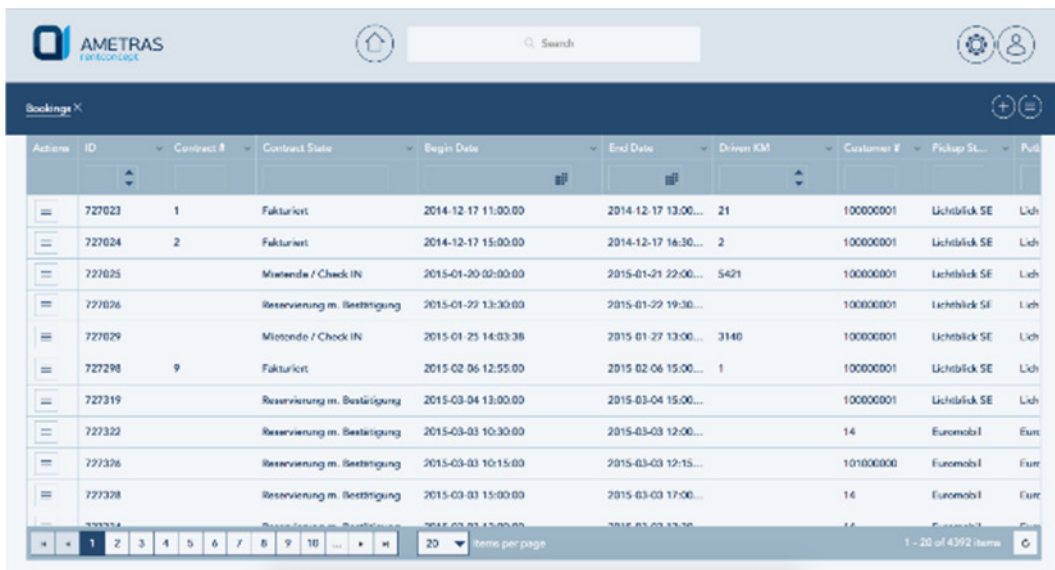 AMETRAS
rentconcept
Search
Bookings ×
Actions ID Contract # Contract State Begin Date End Date Driven KM Customer # Pickup St...
727023 1 Fakturiert 2014-12-17 11:00:00 2014-12-17 13:00... 21 100000001 Lichtblick SE Lich
727024 2 Fakturiert 2014-12-17 15:00:00 2014-12-17 16:30... 2 100000001 Lichtblick SE Lich
727025 Mietende / Check IN 2015-01-20 02:00:00 2015-01-21 22:00... 5421 100000001 Lichtblick SE Lich
727026 Reservierung m. Bestätigung 2015-01-22 13:30:00 2015-01-22 19:30... 100000001 Lichtblick SE Lich
727029 Mietende / Check IN 2015-01-25 14:03:38 2015-01-27 13:00... 3140 100000001 Lichtblick SE Lich
727298 9 Fakturiert 2015-02-06 12:55:00 2015-02-06 15:00... 1 100000001 Lichtblick SE Lich
727319 Reservierung m. Bestätigung 2015-03-04 13:00:00 2015-03-04 15:00... 100000001 Lichtblick SE Lich
727322 Reservierung m. Bestätigung 2015-03-03 10:30:00 2015-03-03 12:00... 14 Euromobil Euro
727326 Reservierung m. Bestätigung 2015-03-03 10:15:00 2015-03-03 12:15... 101000000 Euromobil Euro
727328 Reservierung m. Bestätigung 2015-03-03 15:00:00 2015-03-03 17:00... 14 Euromobil Euro
1 2 3 4 5 6 7 8 9 10 ... 20 items per page 1 - 20 of 4392 items